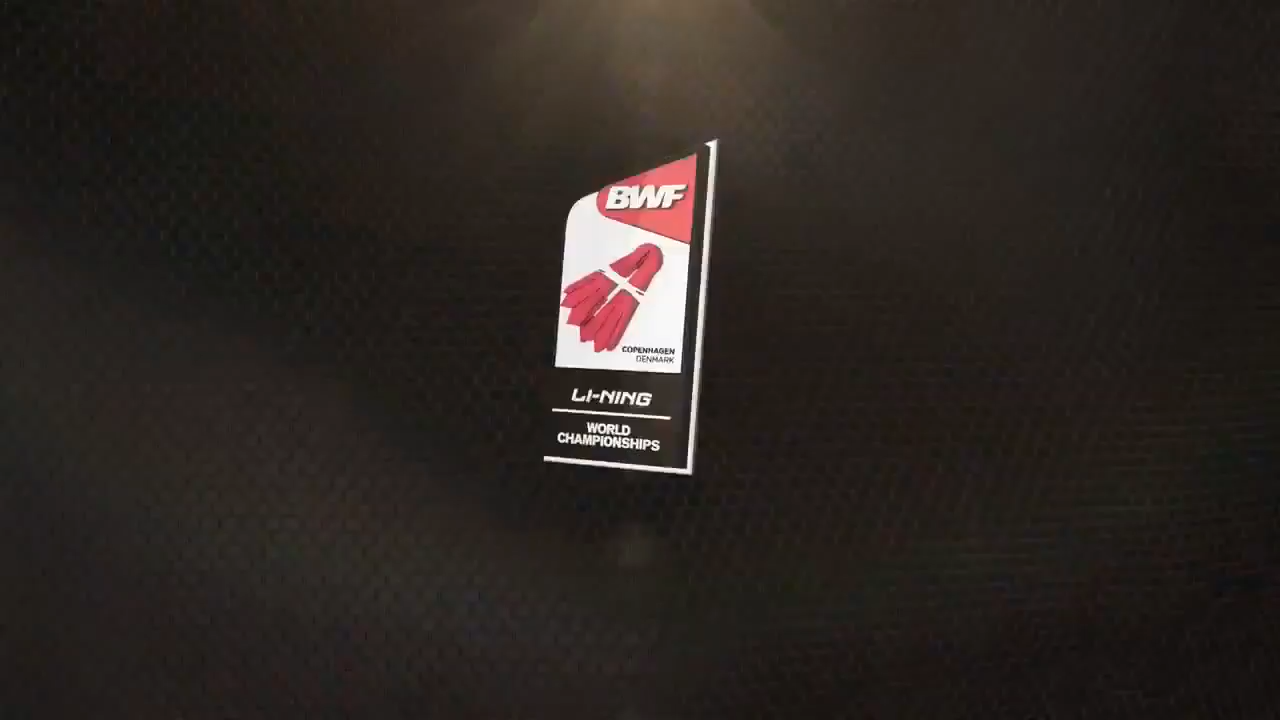 BWF
COPENHAGEN
DENMARK
LI-NING
WORLD
CHAMPIONSHIPS